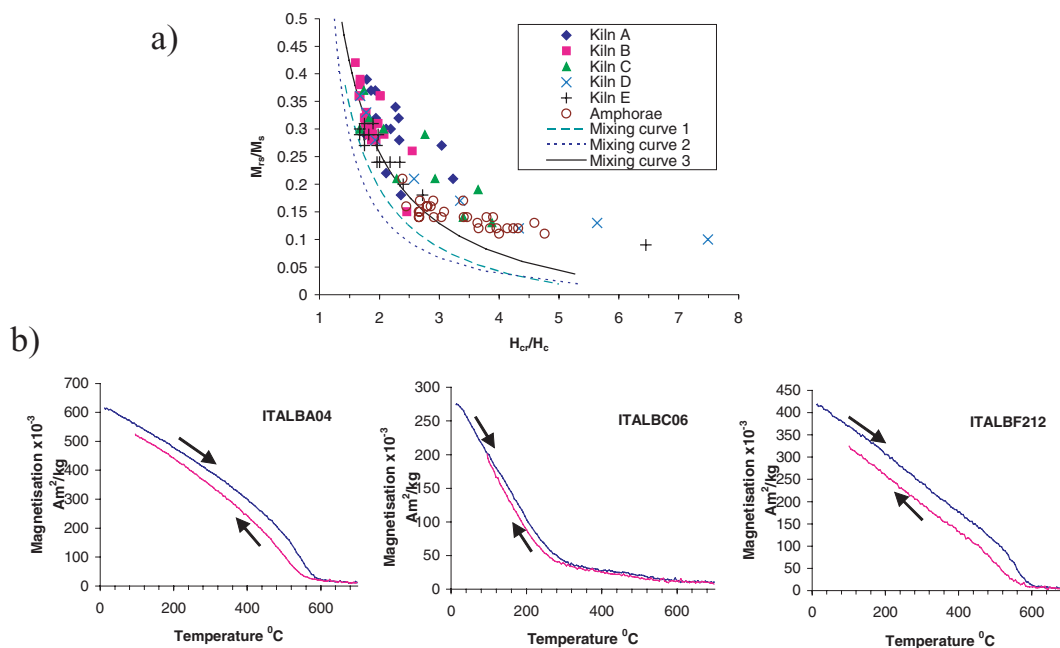 a)
0.5
0.45
0.4
0.35
0.3
0.25
0.2
0.15
0.1
0.05
0
Mrs/Ms
1 2 3 4 5 6 7 8
Hcr/Hc
Kiln A
Kiln B
Kiln C
Kiln D
Kiln E
Amphorae
Mixing curve 1
Mixing curve 2
Mixing curve 3
b)
ITALBA04
700
600
500
400
300
200
100
0
Magnetisation x10-3
Am2/kg
0 200 400 600
Temperature 0C
ITALBC06
300
250
200
150
100
50
0
Magnetisation x10-3
Am2/kg
0 200 400 600
Temperature 0C
ITALBF212
450
400
350
300
250
200
150
100
50
0
Magnetisation x10-3
Am2/kg
0 200 400 600
Temperature 0C